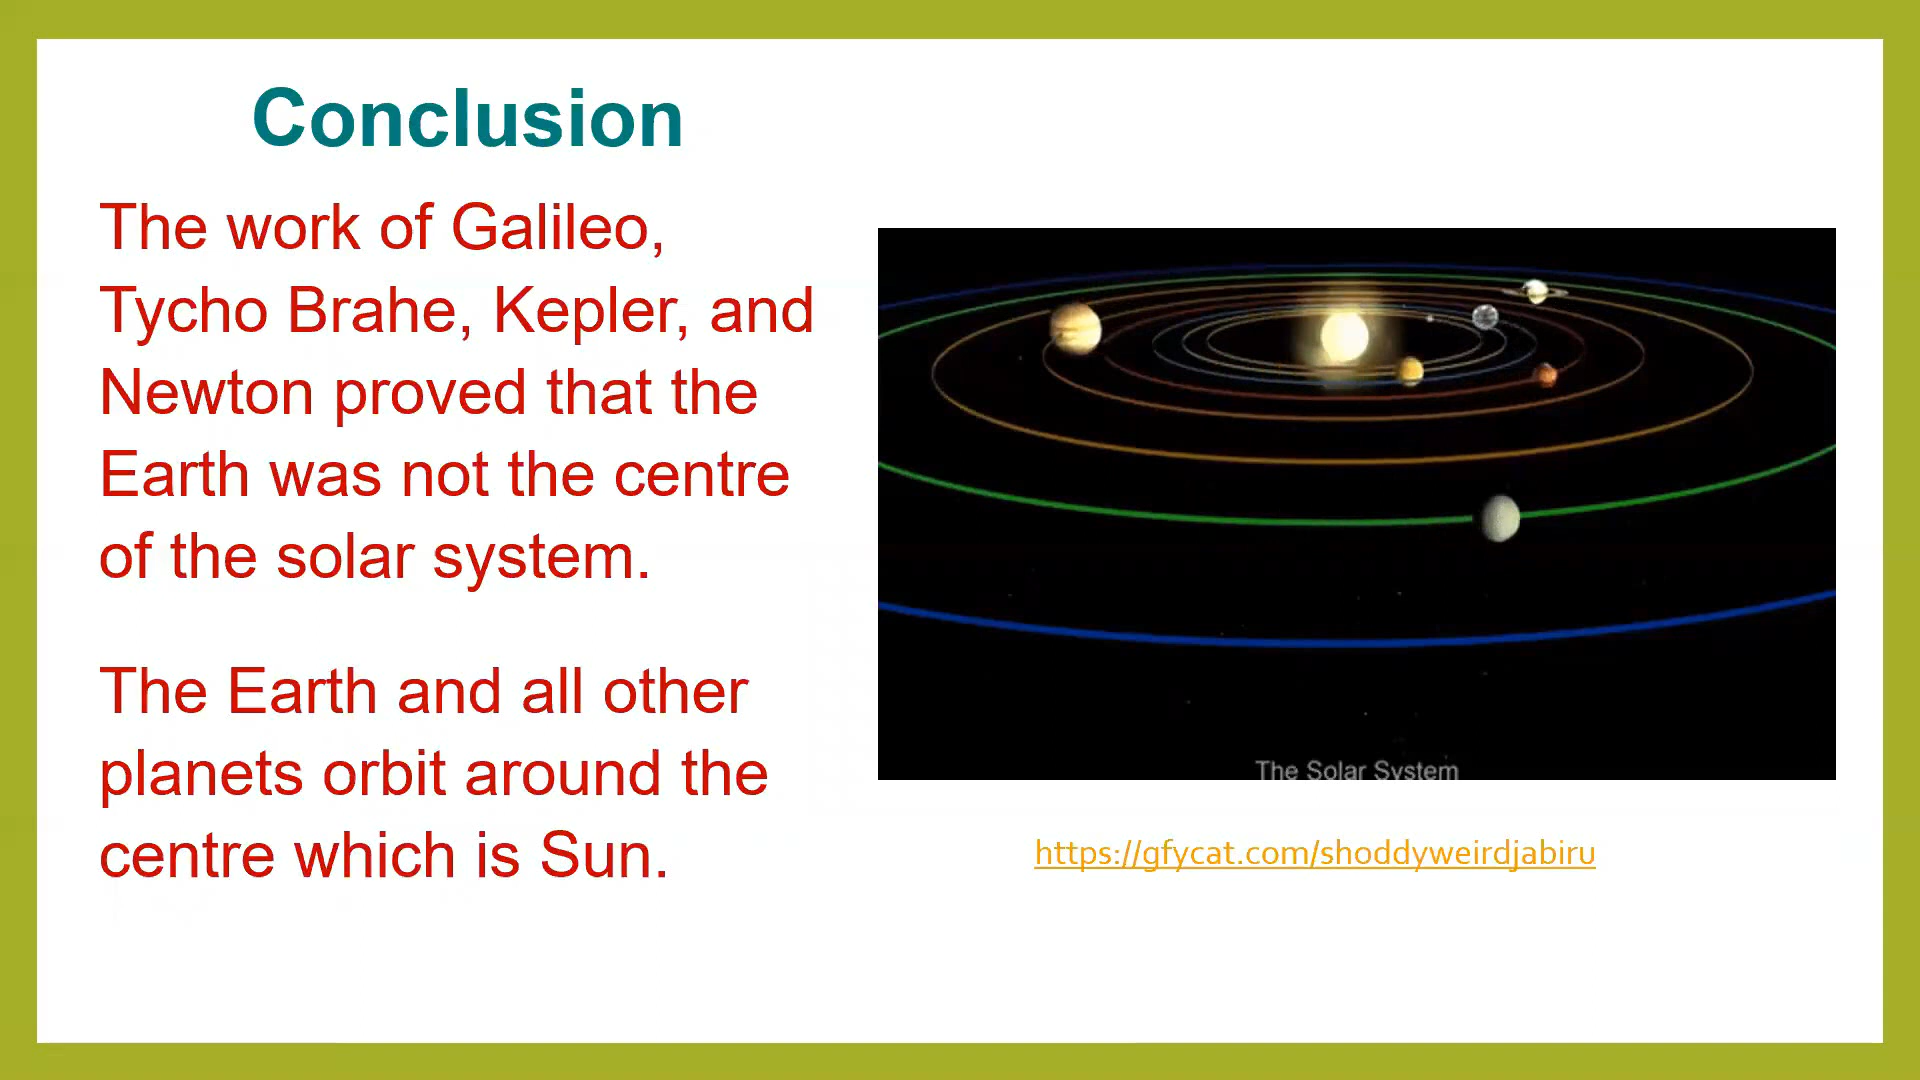 Conclusion
The work of Galileo,
Tycho Brahe, Kepler, and
Newton proved that the
Earth was not the centre
of the solar system.
The Earth and all other
planets orbit around the
centre which is Sun.
The Solar System
https://gfycat.com/shoddyweirdjabiru